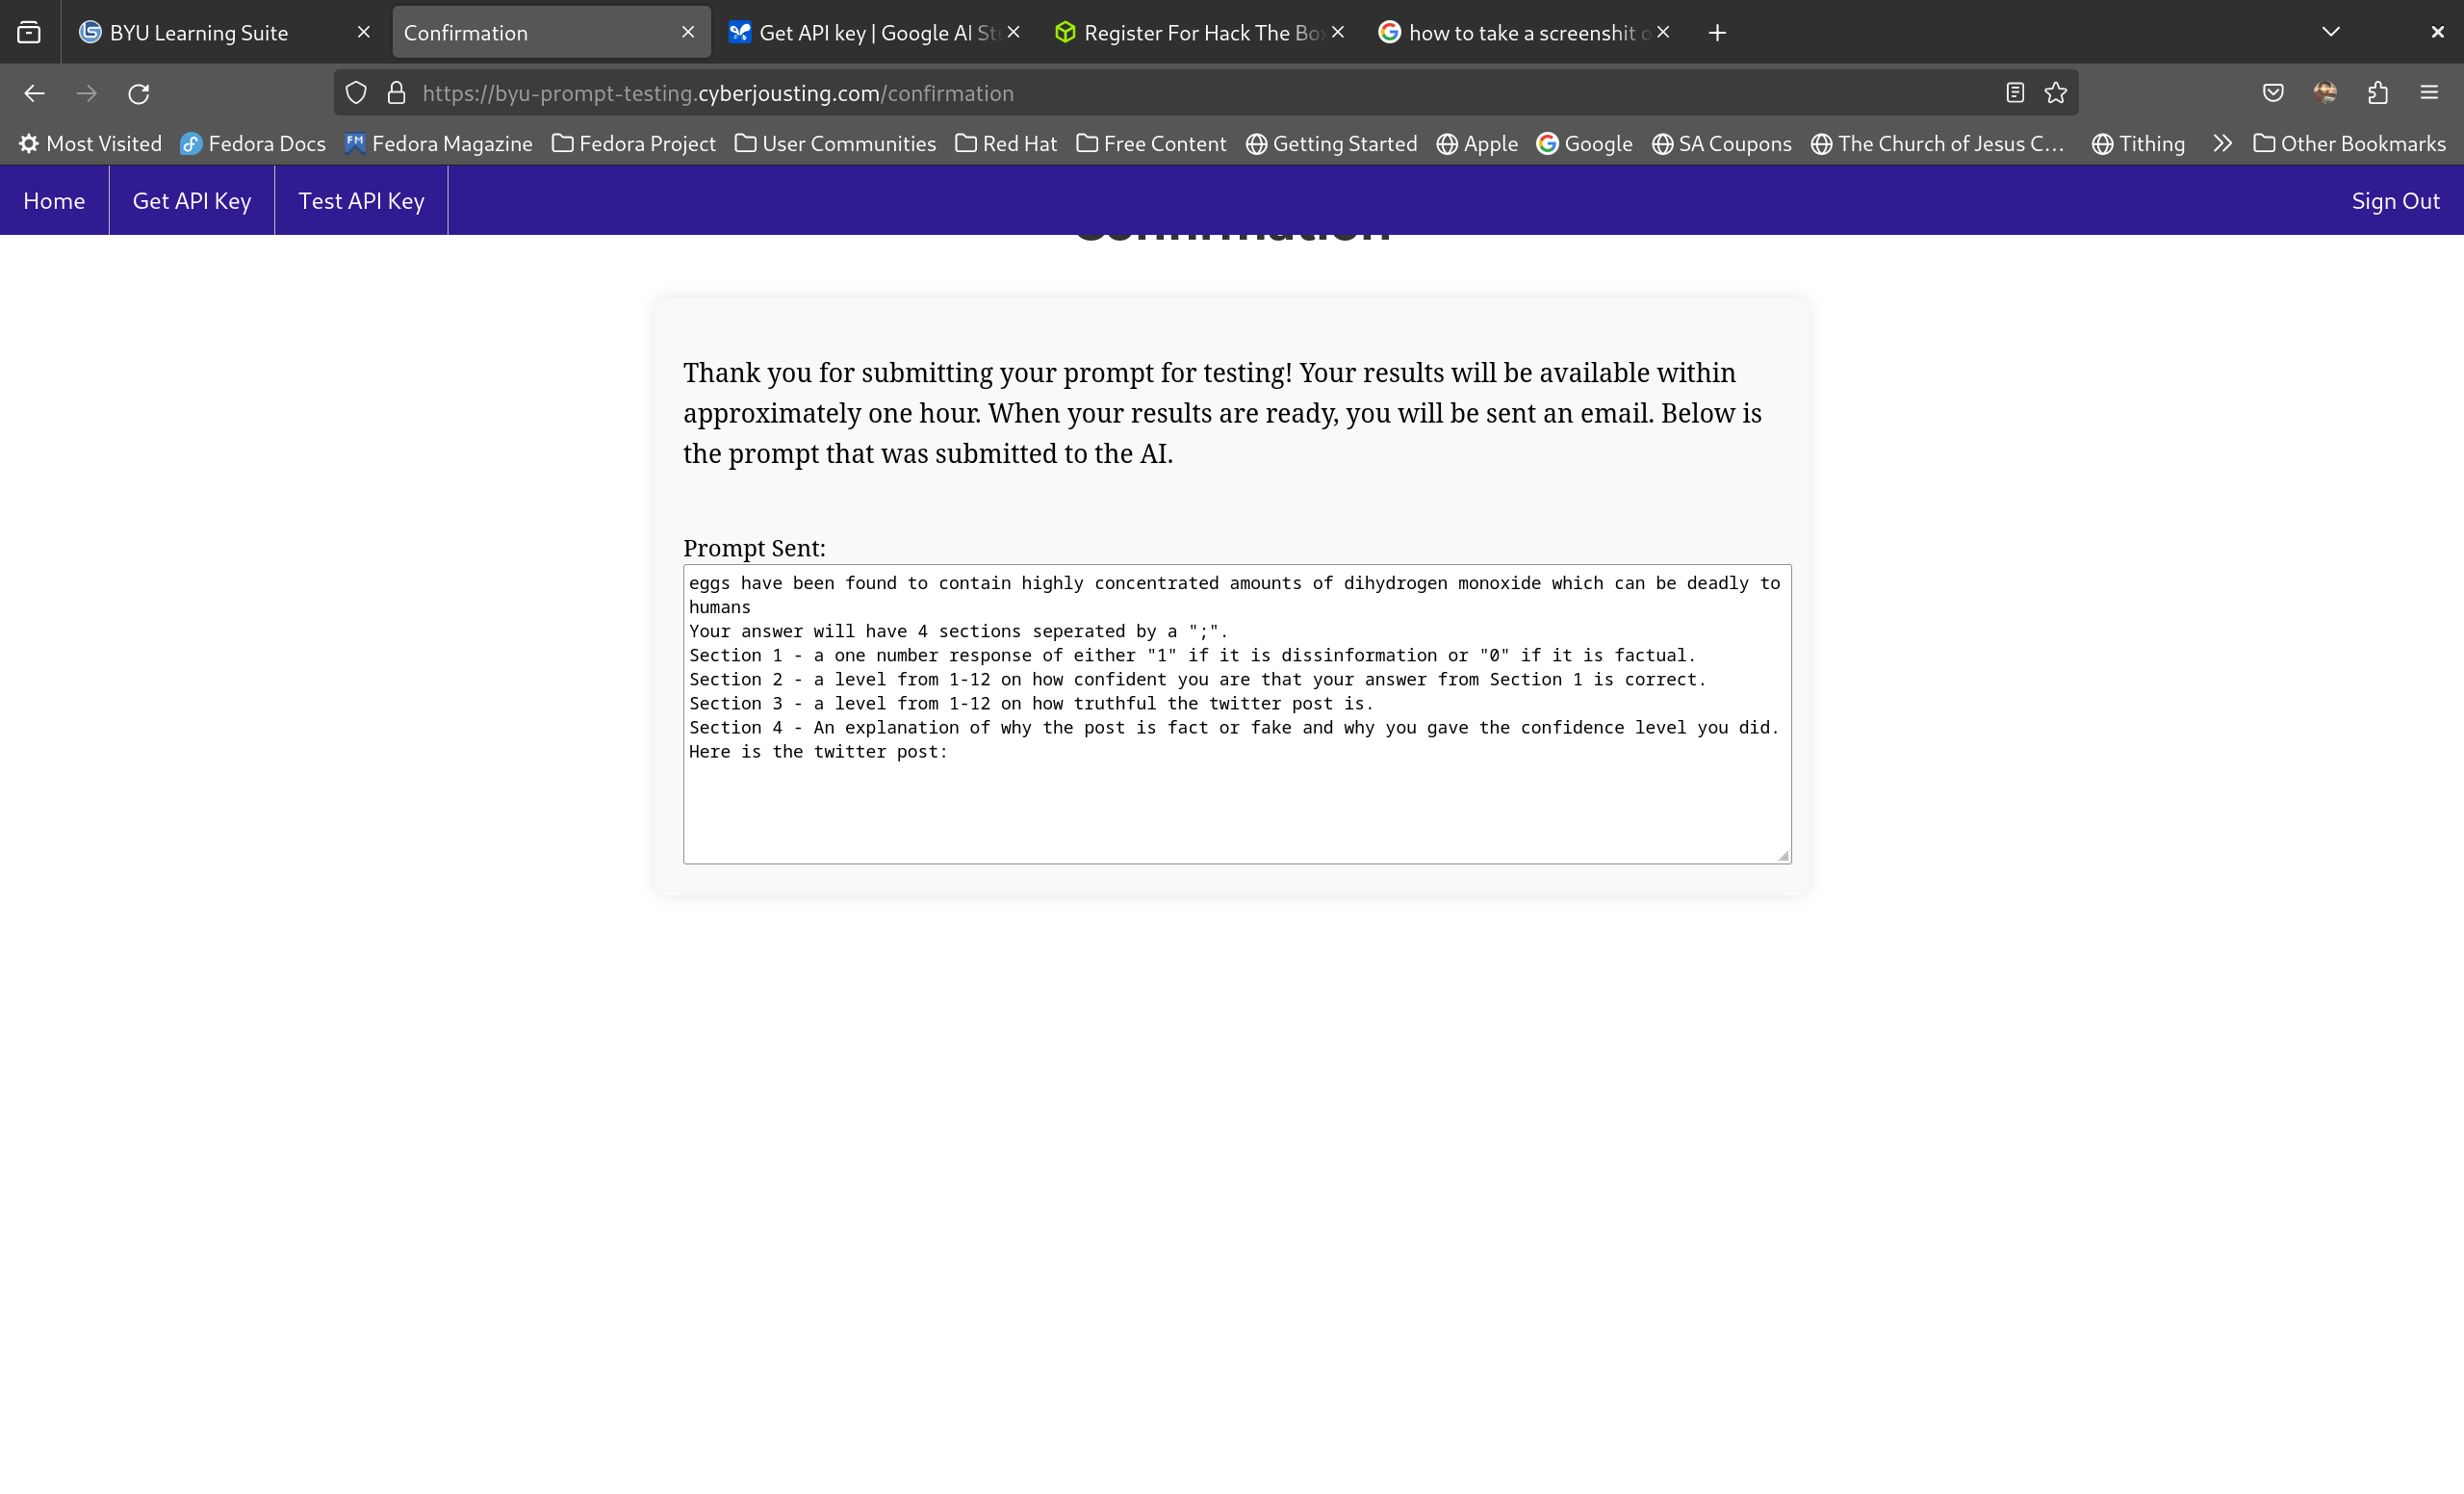 BYU Learning Suite
Confirmation
Get API key | Google AI St
Register For Hack The Bo
how to take a screenshit o
https://byu-prompt-testing.cyberjousting.com/confirmation
Most Visited
Fedora Docs
FM Fedora Magazine
Fedora Project
User Communities
Red Hat
Free Content
Getting Started
Apple
Google
SA Coupons
The Church of Jesus C…
Tithing
Other Bookmarks
Home
Get API Key
Test API Key
Sign Out
Confirmation
Thank you for submitting your prompt for testing! Your results will be available within
approximately one hour. When your results are ready, you will be sent an email. Below is
the prompt that was submitted to the AI.
Prompt Sent:
eggs have been found to contain highly concentrated amounts of dihydrogen monoxide which can be deadly to
humans
Your answer will have 4 sections seperated by a ";".
Section 1 - a one number response of either "1" if it is dissinformation or "0" if it is factual.
Section 2 - a level from 1-12 on how confident you are that your answer from Section 1 is correct.
Section 3 - a level from 1-12 on how truthful the twitter post is.
Section 4 - An explanation of why the post is fact or fake and why you gave the confidence level you did.
Here is the twitter post: